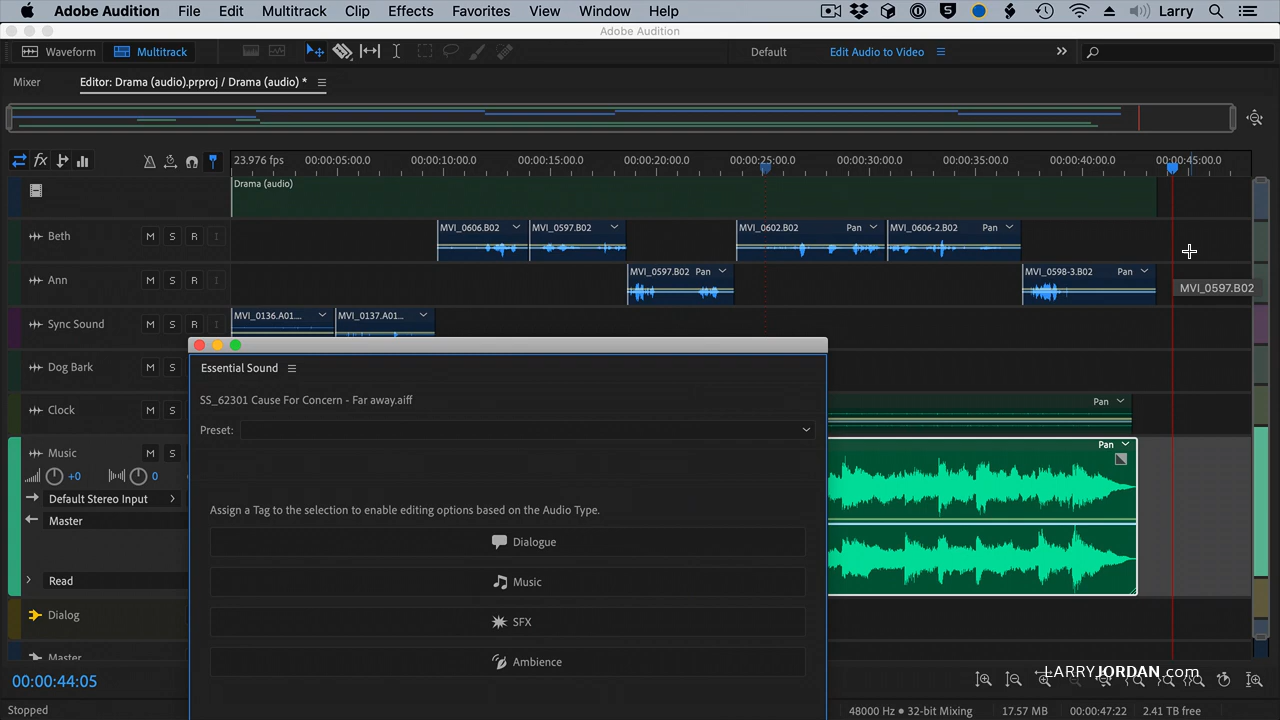 Adobe Audition File Edit Multitrack Clip Effects Favorites View Window Help Larry
Adobe Audition
Waveform Multitrack Default Edit Audio to Video
Mixer Editor: Drama (audio).prproj / Drama (audio) *
23.976 fps 00:00:05:00.0 00:00:10:00.0 00:00:15:00.0 00:00:20:00.0 00:00:25:00.0 00:00:30:00.0 00:00:35:00.0 00:00:40:00.0 00:00:45:00.0
Drama (audio)
Beth M S R I MVI_0606.B02 MVI_0597.B02 MVI_0602.B02 Pan MVI_0606-2.B02 Pan
Ann M S R I MVI_0597.B02 Pan MVI_0598-3.B02 Pan
MVI_0597.B02
Sync Sound M S R I MVI_0136.A01... MVI_0137.A01...
Dog Bark M S
Clock M S Pan
Music M S Pan
+0 0
Default Stereo Input
Master
Read
Dialog
Master
Essential Sound
SS_62301 Cause For Concern - Far away.aiff
Preset:
Assign a Tag to the selection to enable editing options based on the Audio Type.
Dialogue
Music
SFX
Ambience
00:00:44:05
LARRYJORDAN.com
Stopped 48000 Hz ● 32-bit Mixing 17.57 MB 00:00:47:22 2.41 TB free